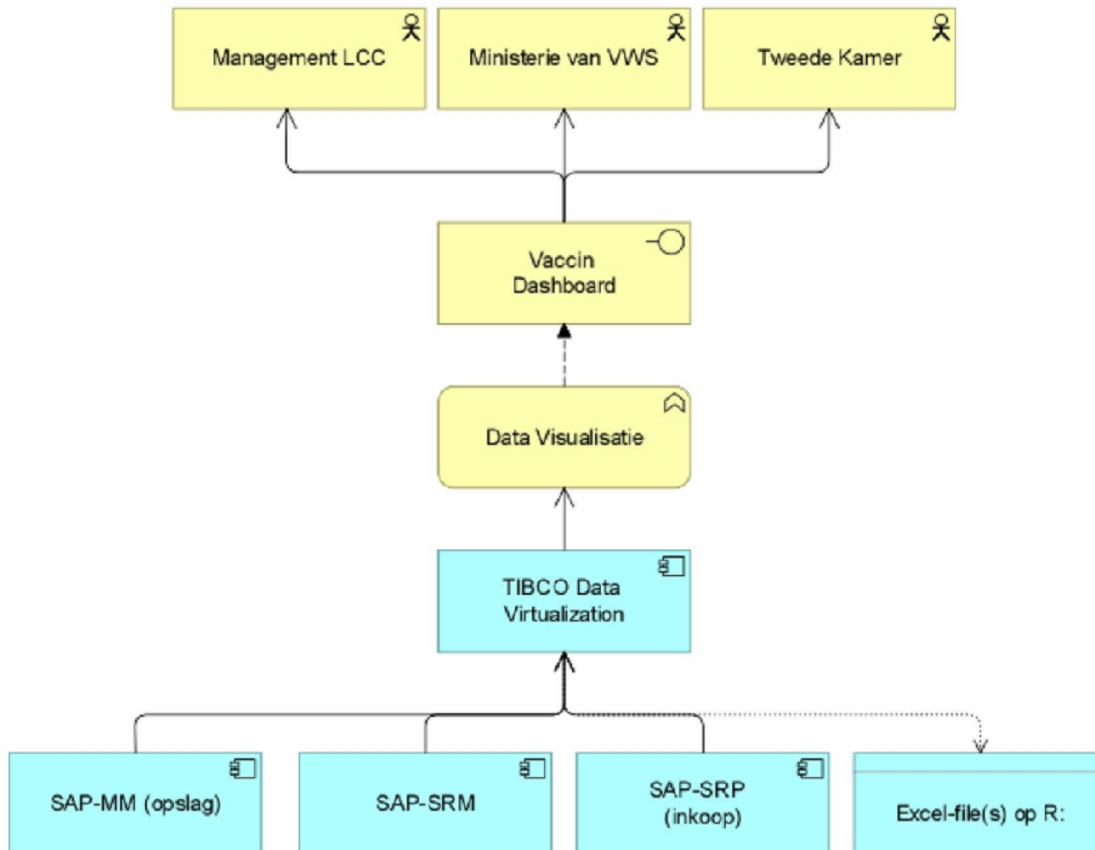 Management LCC
Ministerie van VWS
Tweede Kamer
Vaccin
Dashboard
Data Visualisatie
TIBCO Data
Virtualization
SAP-MM (opslag)
SAP-SRM
SAP-SRP
(inkoop)
Excel-file(s) op R: